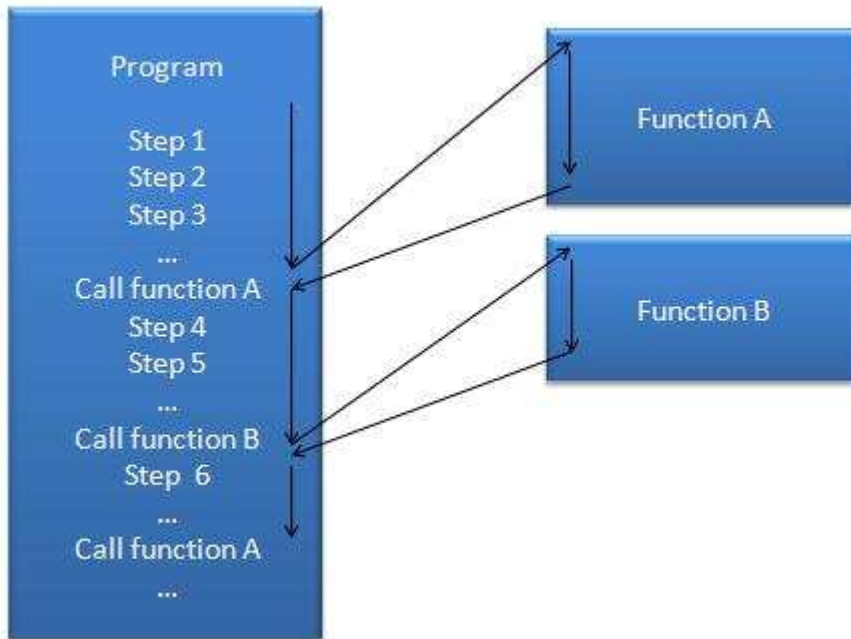 Program
Step 1
Step 2
Step 3
...
Call function A
Step 4
Step 5
...
Call function B
Step 6
...
Call function A
...
Function A
Function B